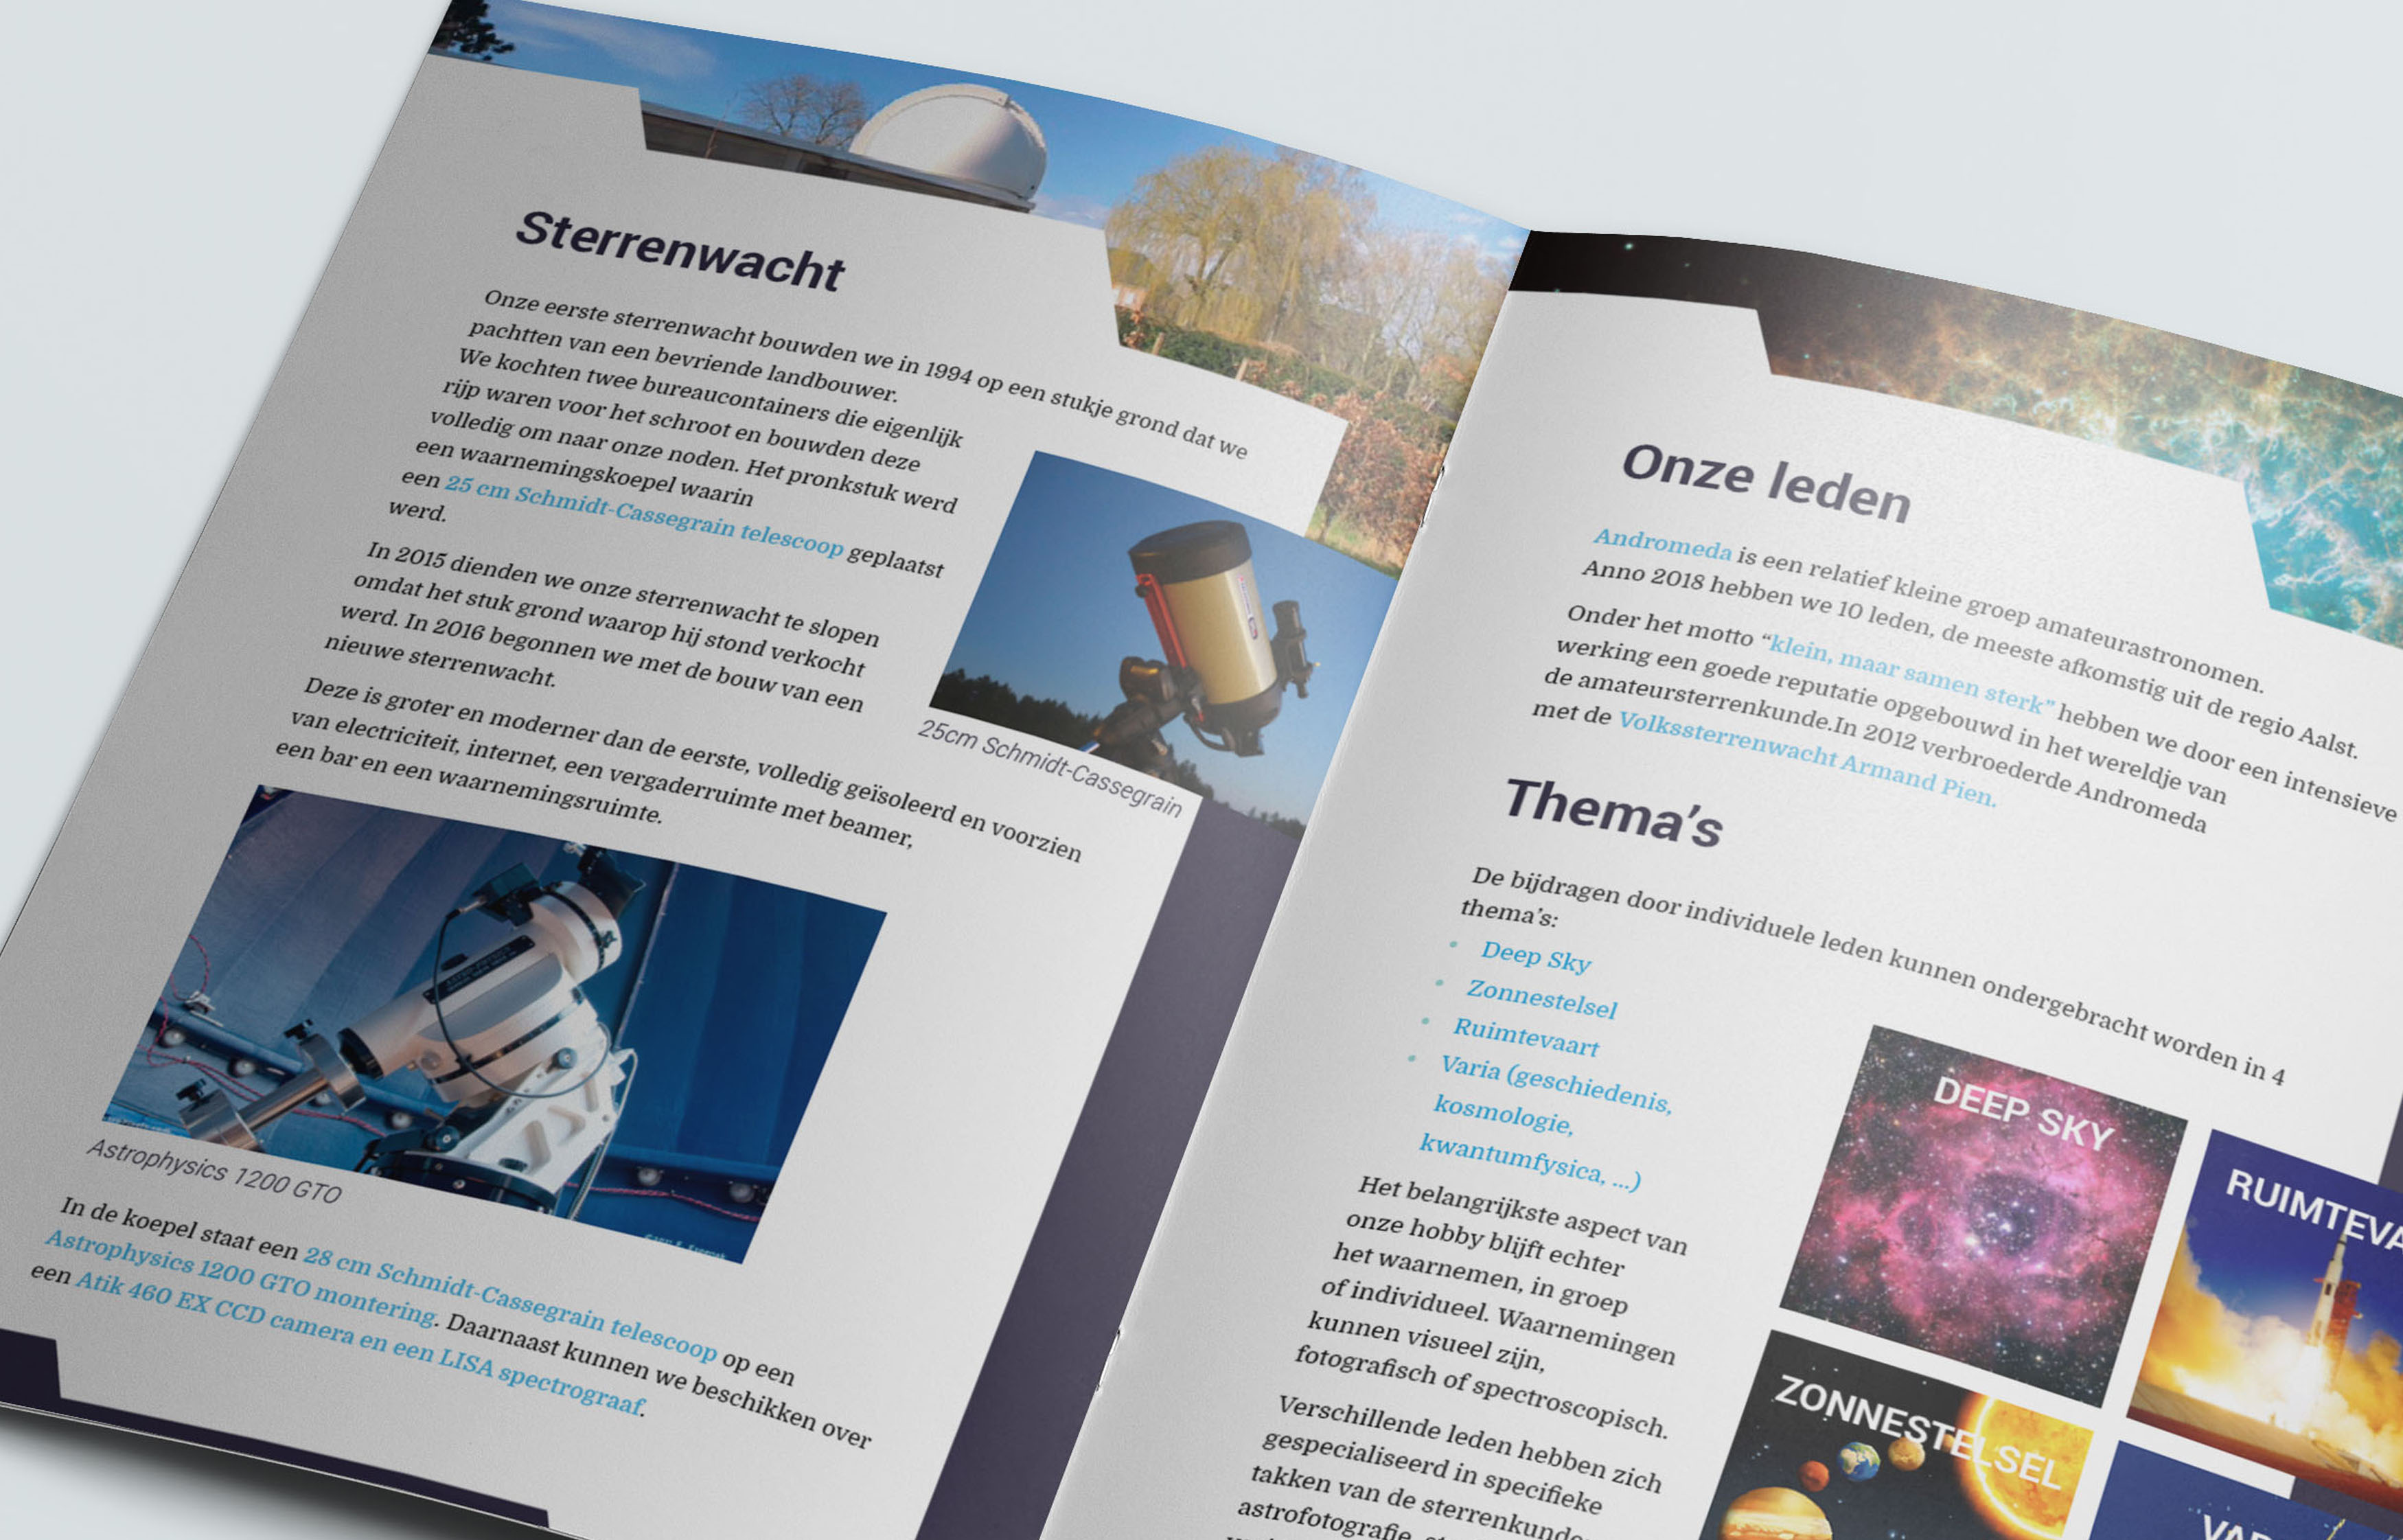 Sterrenwacht
Onze eerste sterrenwacht bouwden we in 1994 op een stukje grond dat we
pachtten van een bevriende landbouwer.
We kochten twee bureaucontainers die eigenlijk
rijp waren voor het schroot en bouwden deze
volledig om naar onze noden. Het pronkstuk werd
een waarnemingskoepel waarin
een 25 cm Schmidt-Cassegrain telescoop geplaatst
werd.
In 2015 dienden we onze sterrenwacht te slopen
omdat het stuk grond waarop hij stond verkocht
werd. In 2016 begonnen we met de bouw van een
nieuwe sterrenwacht.
25cm Schmidt-Cassegrain
Deze is groter en moderner dan de eerste, volledig geïsoleerd en voorzien
van electriciteit, internet, een vergaderruimte met beamer,
een bar en een waarnemingsruimte.
Astrophysics 1200 GTO
In de koepel staat een 28 cm Schmidt-Cassegrain telescoop op een
Astrophysics 1200 GTO montering. Daarnaast kunnen we beschikken over
een Atik 460 EX CCD camera en een LISA spectrograaf.
Onze leden
Andromeda is een relatief kleine groep amateurastronomen.
Anno 2018 hebben we 10 leden, de meeste afkomstig uit de regio Aalst.
Onder het motto “klein, maar samen sterk” hebben we door een intensieve
werking een goede reputatie opgebouwd in het wereldje van
de amateursterrenkunde.In 2012 verbroederde Andromeda
met de Volkssterrenwacht Armand Pien.
Thema’s
De bijdragen door individuele leden kunnen ondergebracht worden in 4
thema’s:
• Deep Sky
• Zonnestelsel
• Ruimtevaart
• Varia (geschiedenis,
kosmologie,
kwantumfysica, ...)
Het belangrijkste aspect van
onze hobby blijft echter
het waarnemen, in groep
of individueel. Waarnemingen
kunnen visueel zijn,
fotografisch of spectroscopisch.
Verschillende leden hebben zich
gespecialiseerd in specifieke
takken van de sterrenkunde
astrofotografie,
DEEP SKY
RUIMTEVA
ZONNESTELSEL
VAR